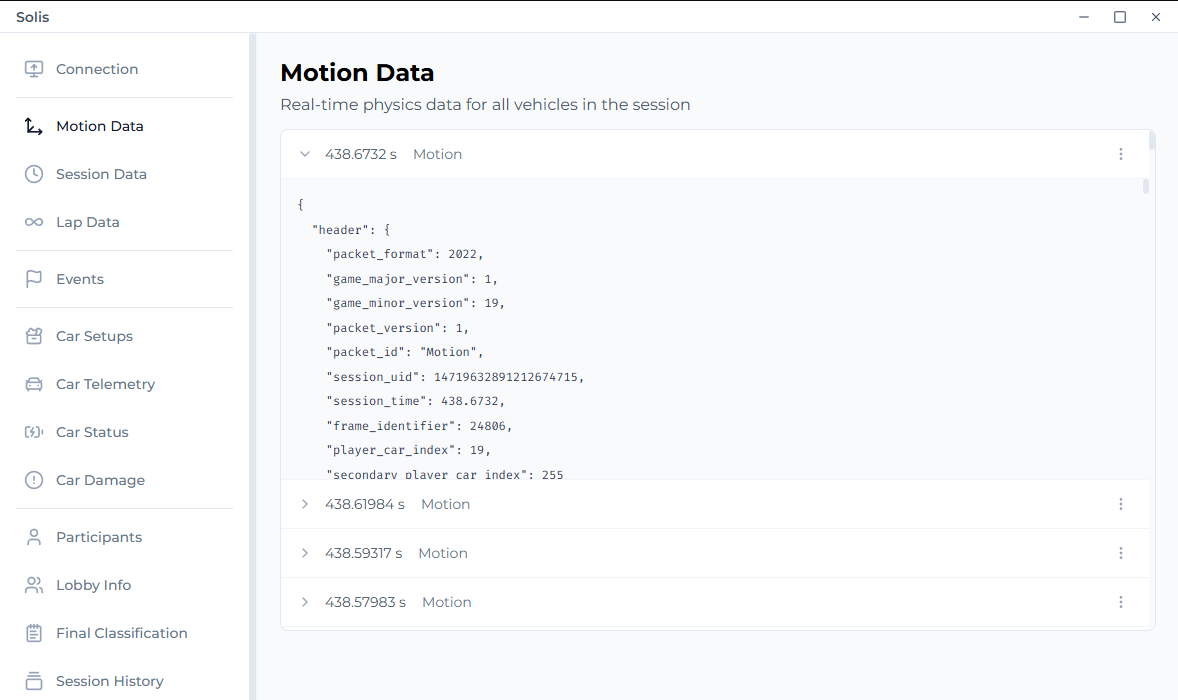 Solis
Connection
Motion Data
Session Data
Lap Data
Events
Car Setups
Car Telemetry
Car Status
Car Damage
Participants
Lobby Info
Final Classification
Session History
Motion Data
Real-time physics data for all vehicles in the session
438.6732 s Motion
{
"header": {
"packet_format": 2022,
"game_major_version": 1,
"game_minor_version": 19,
"packet_version": 1,
"packet_id": "Motion",
"session_uid": 14719632891212674715,
"session_time": 438.6732,
"frame_identifier": 24806,
"player_car_index": 19,
"secondary_player_car_index": 255
438.61984 s Motion
438.59317 s Motion
438.57983 s Motion